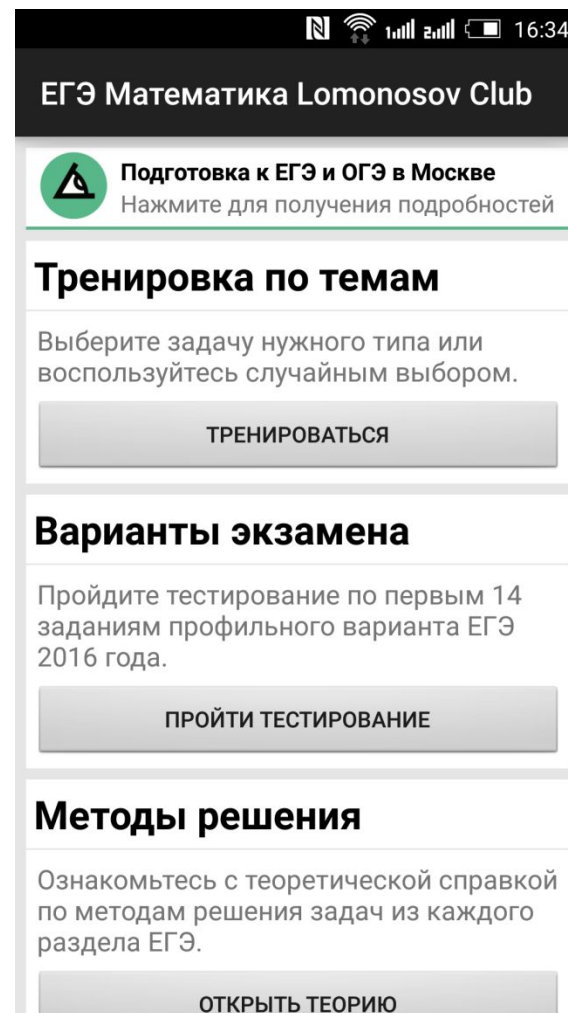 16:34
ЕГЭ Математика Lomonosov Club
Подготовка к ЕГЭ и ОГЭ в Москве
Нажмите для получения подробностей
Тренировка по темам
Выберите задачу нужного типа или
воспользуйтесь случайным выбором.
ТРЕНИРОВАТЬСЯ
Варианты экзамена
Пройдите тестирование по первым 14
заданиям профильного варианта ЕГЭ
2016 года.
ПРОЙТИ ТЕСТИРОВАНИЕ
Методы решения
Ознакомьтесь с теоретической справкой
по методам решения задач из каждого
раздела ЕГЭ.
ОТКРЫТЬ ТЕОРИЮ